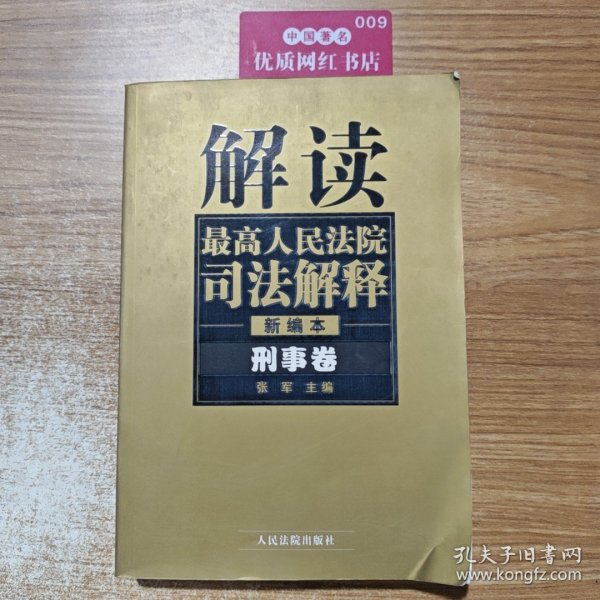 009
中国著名
优质网红书店
解读
最高人民法院
司法解释
新编本
刑事卷
张军 主编
人民法院出版社
孔夫子旧书网
www.kongfz.com